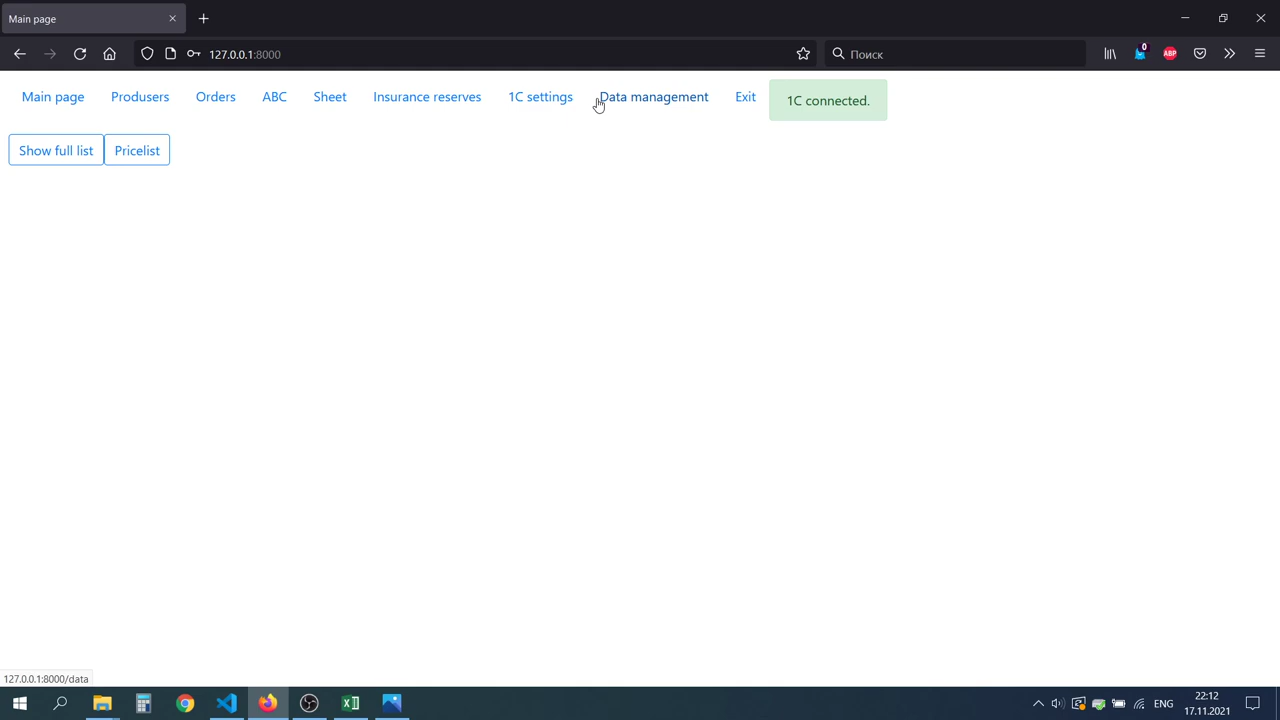 Main page
127.0.0.1:8000
Поиск
0
ABP
Main page Produsers Orders ABC Sheet Insurance reserves 1C settings Data management Exit 1C connected.
Show full list Pricelist
127.0.0.1:8000/data
ENG
22:12
17.11.2021